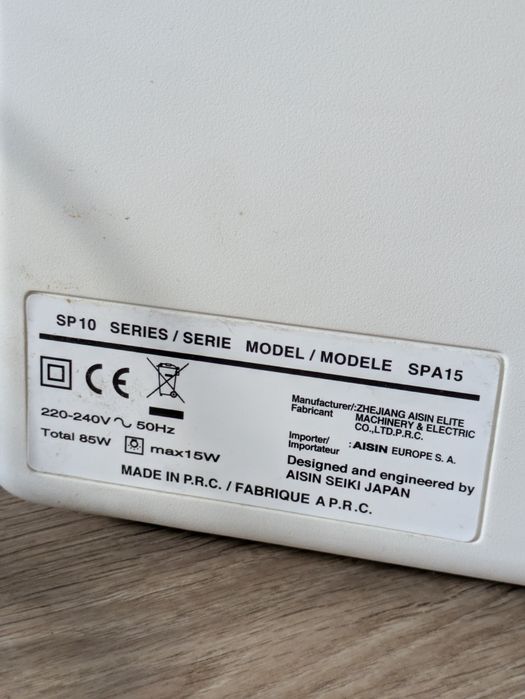 SP10 SERIES / SERIE MODEL / MODELE SPA15
CE
220-240V ~ 50Hz
Total 85W max15W
Manufacturer/:ZHEJIANG AISIN ELITE
Fabricant MACHINERY & ELECTRIC
CO.,LTD.P.R.C.
Importer/ : AISIN EUROPE S. A.
Importateur
Designed and engineered by
AISIN SEIKI JAPAN
MADE IN P.R.C. / FABRIQUE A P.R.C.